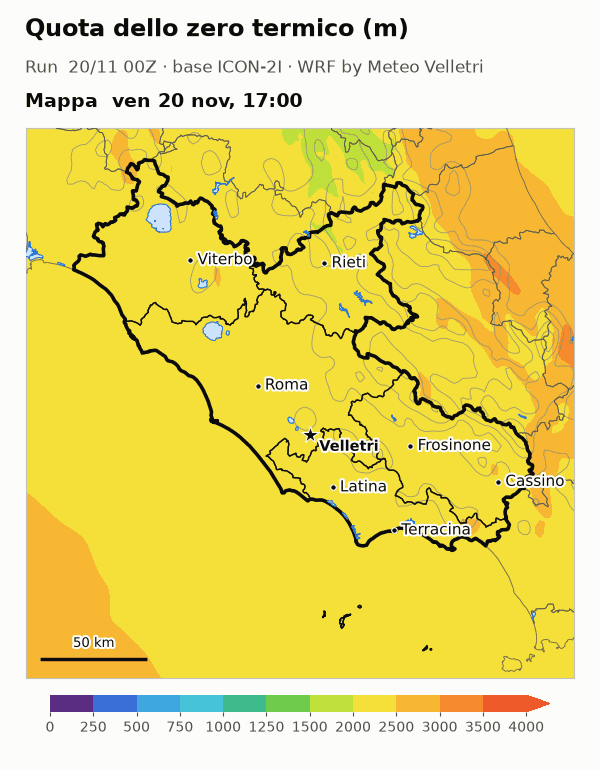 Quota dello zero termico (m)
Run 20/11 00Z · base ICON-2I · WRF by Meteo Velletri
Mappa ven 20 nov, 17:00
Viterbo
Rieti
Roma
Velletri
Frosinone
Cassino
Latina
Terracina
50 km
0 250 500 750 1000 1250 1500 2000 2500 3000 3500 4000